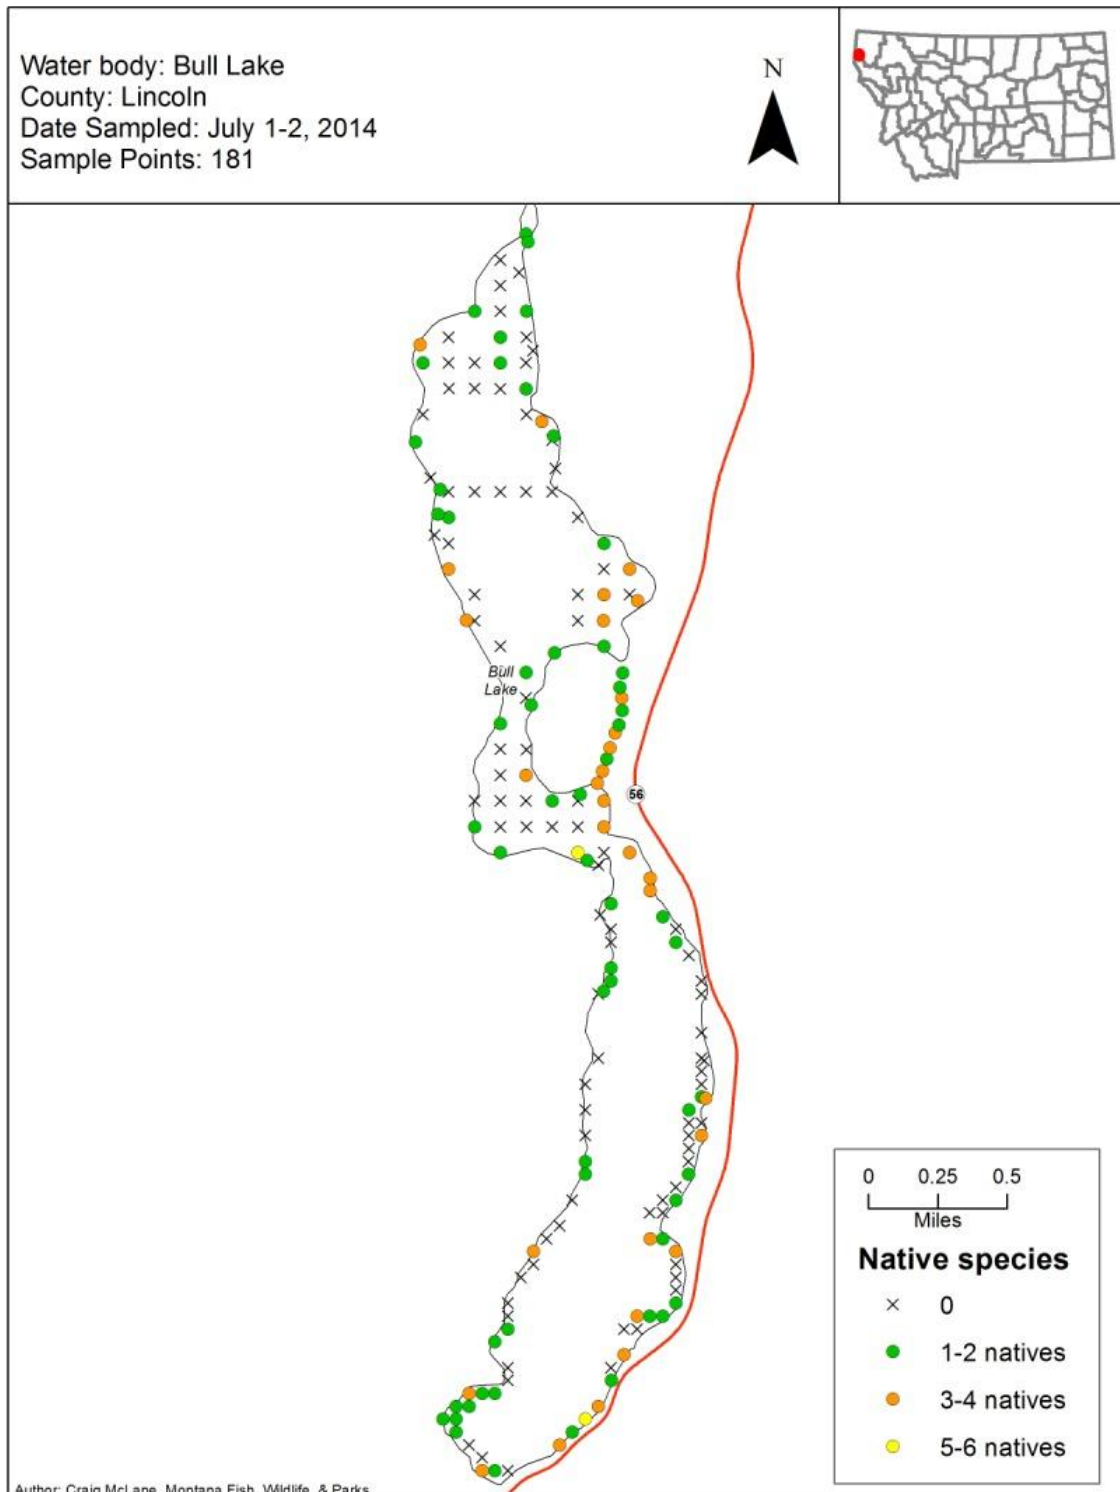 Water body: Bull Lake
County: Lincoln
Date Sampled: July 1-2, 2014
Sample Points: 181
N
Bull
Lake
56
0 0.25 0.5
Miles
Native species
0
1-2 natives
3-4 natives
5-6 natives
Author: Craig McLane, Montana Fish, Wildlife, & Parks